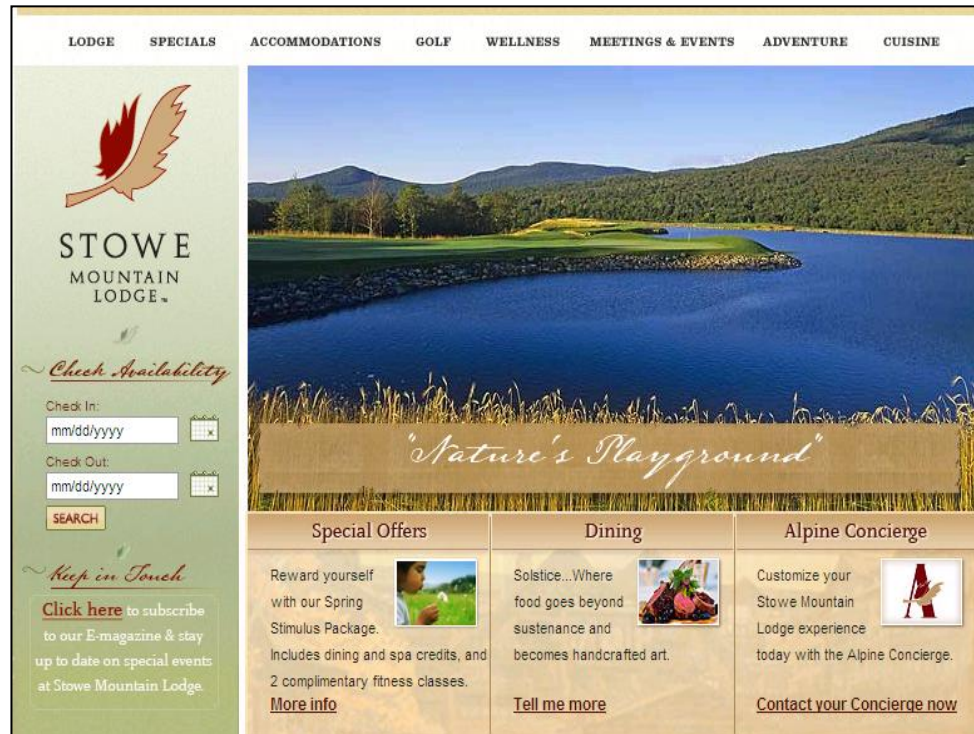 LODGE SPECIALS ACCOMMODATIONS GOLF WELLNESS MEETINGS & EVENTS ADVENTURE CUISINE
STOWE
MOUNTAIN
LODGE
Check Availability
Check In:
mm/dd/yyyy
Check Out:
mm/dd/yyyy
SEARCH
Keep in Touch
Click here to subscribe
to our E-magazine & stay
up to date on special events
at Stowe Mountain Lodge.
"Nature's Playground"
Special Offers
Reward yourself
with our Spring
Stimulus Package.
Includes dining and spa credits, and
2 complimentary fitness classes.
More info
Dining
Solstice...Where
food goes beyond
sustenance and
becomes handcrafted art.
Tell me more
Alpine Concierge
A
Customize your
Stowe Mountain
Lodge experience
today with the Alpine Concierge.
Contact your Concierge now